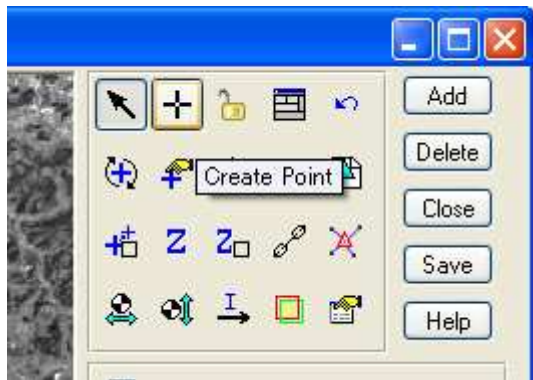 Add
Delete
Create Point
Close
Z Z
Save
I
Help